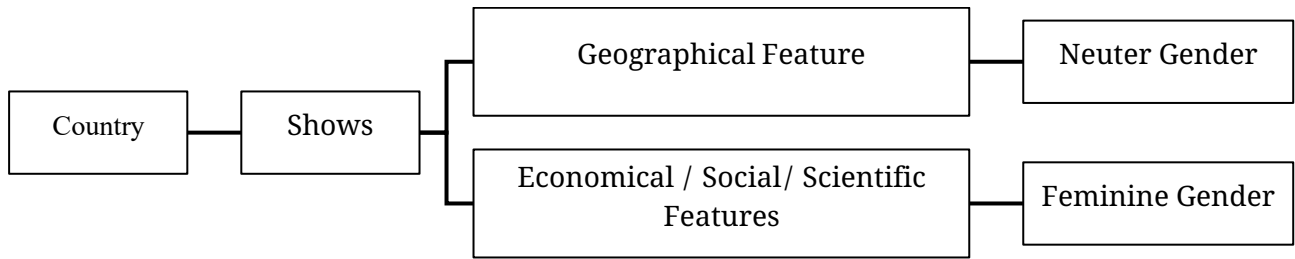 Country
Shows
Geographical Feature
Neuter Gender
Economical / Social/ Scientific
Features
Feminine Gender